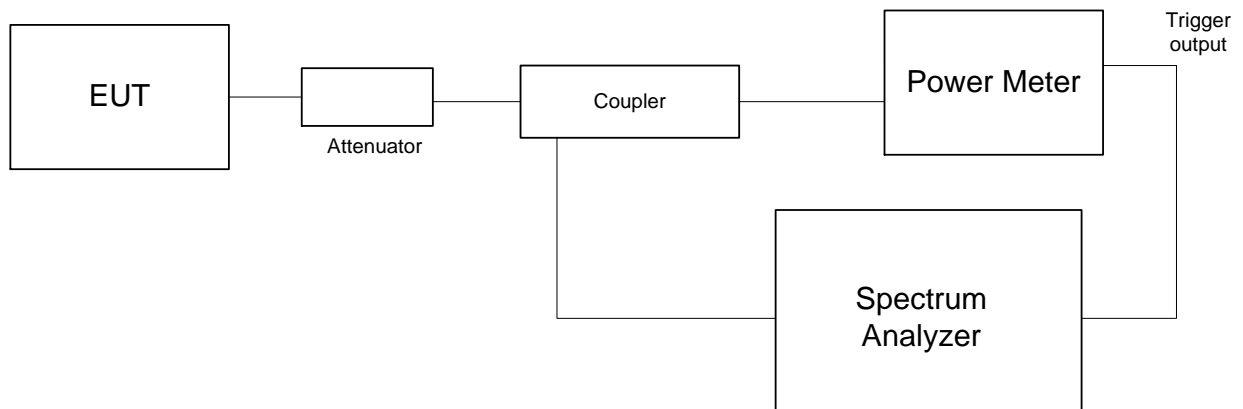 EUT
Attenuator
Coupler
Power Meter
Trigger
output
Spectrum
Analyzer